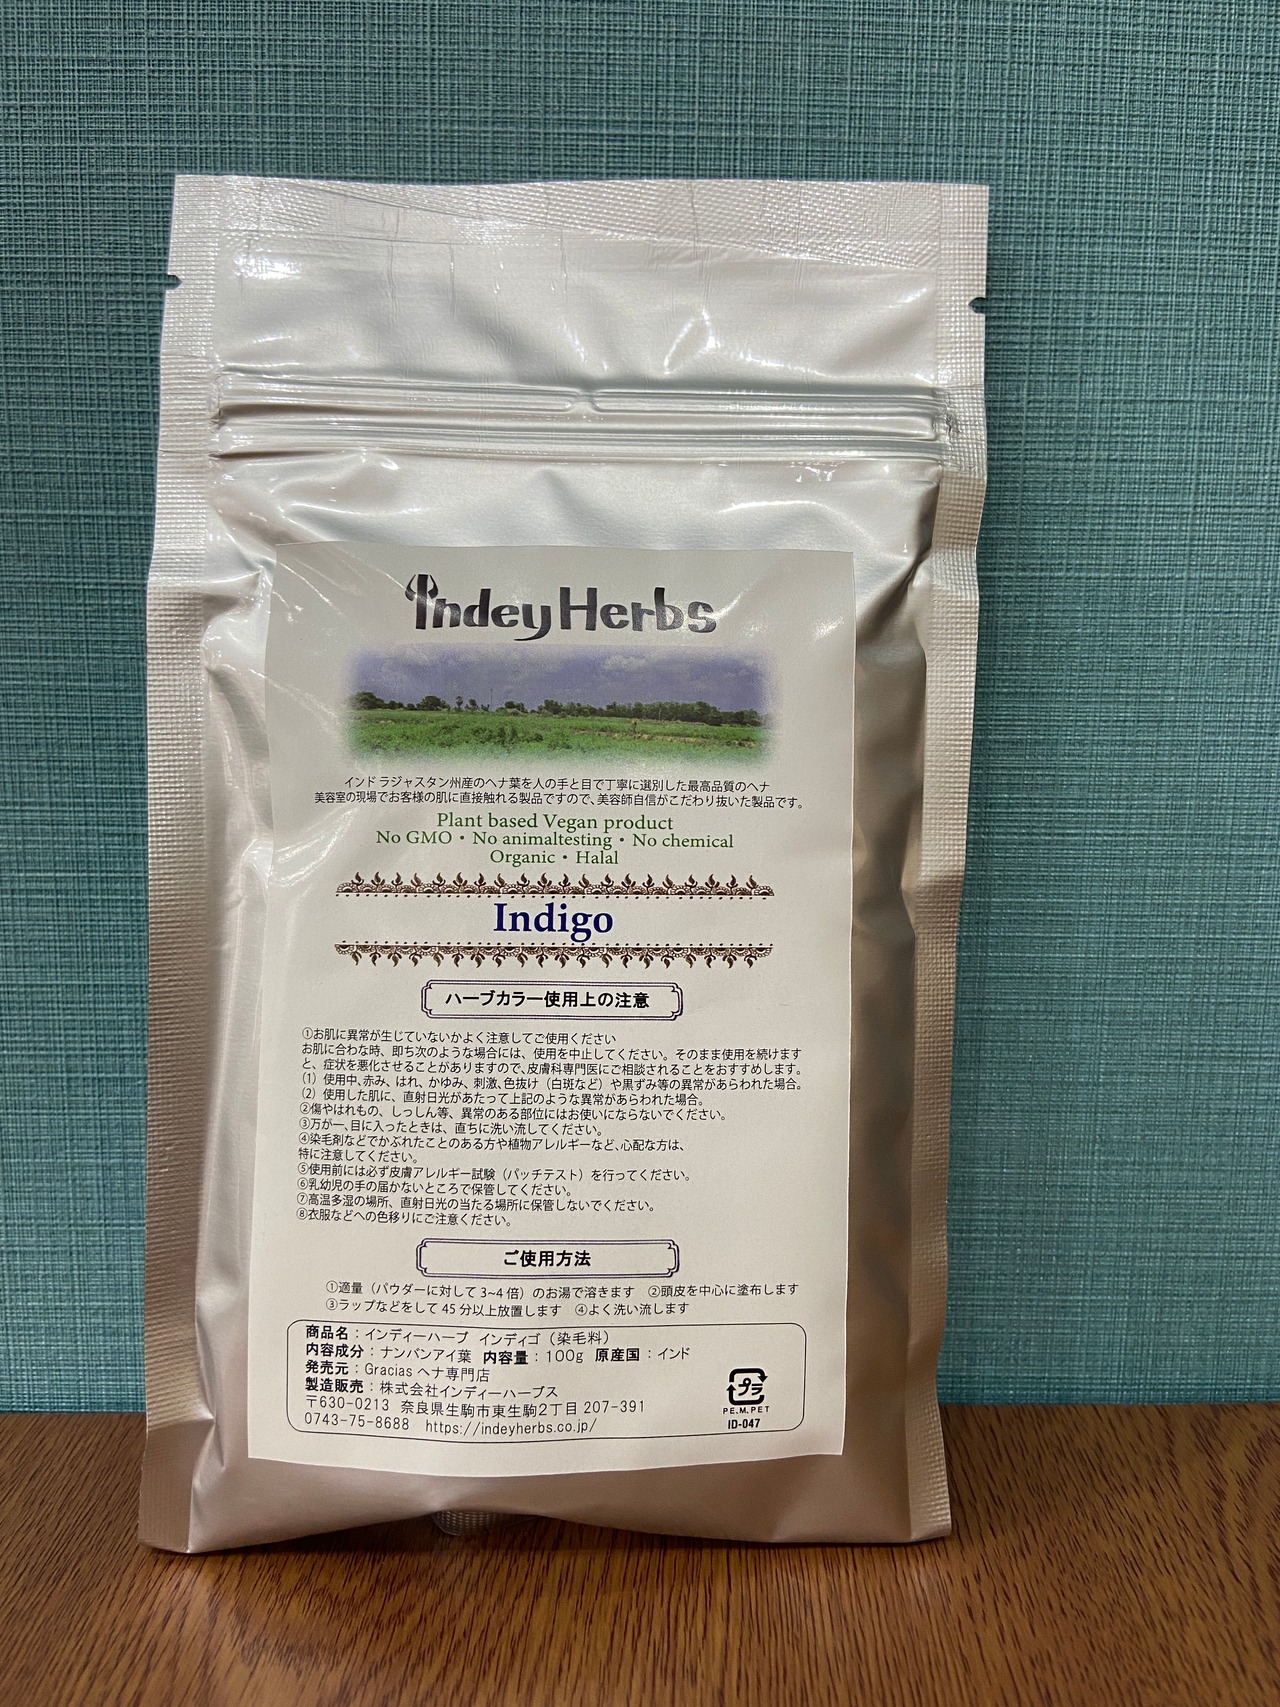 Indey Herbs
インド ラジャスタン州産のヘナ葉を人の手と目で丁寧に選別した最高品質のヘナ
美容室の現場でお客様の肌に直接触れる製品ですので、美容師自信がこだわり抜いた製品です。
Plant based Vegan product
No GMO・No animaltesting・No chemical
Organic・Halal
Indigo
ハーブカラー使用上の注意
①お肌に異常が生じていないかよく注意してご使用ください
お肌に合わな時、即ち次のような場合には、使用を中止してください。そのまま使用を続けます
と、症状を悪化させることがありますので、皮膚科専門医にご相談されることをおすすめします。
(1) 使用中、赤み、はれ、かゆみ、刺激、色抜け（白斑など）や黒ずみ等の異常があらわれた場合。
(2) 使用した肌に、直射日光があたって上記のような異常があらわれた場合。
②傷やはれもの、しっしん等、異常のある部位にはお使いにならないでください。
③万が一、目に入ったときは、直ちに洗い流してください。
④染毛剤などでかぶれたことのある方や植物アレルギーなど、心配な方は、
特に注意してください。
⑤使用前には必ず皮膚アレルギー試験（パッチテスト）を行ってください。
⑥乳幼児の手の届かないところで保管してください。
⑦高温多湿の場所、直射日光の当たる場所に保管しないでください。
⑧衣服などへの色移りにご注意ください。
ご使用方法
①適量（パウダーに対して 3~4 倍）のお湯で溶きます ②頭皮を中心に塗布します
③ラップなどをして 45 分以上放置します ④よく洗い流します
商品名：インディーハーブ インディゴ（染毛料）
内容成分：ナンバンアイ葉 内容量：100g 原産国：インド
発売元：Gracias ヘナ専門店
製造販売：株式会社インディーハーブス
〒630-0213 奈良県生駒市東生駒2丁目 207-391
0743-75-8688 https://indeyherbs.co.jp/
プラ
P.E.M.PET
ID-047